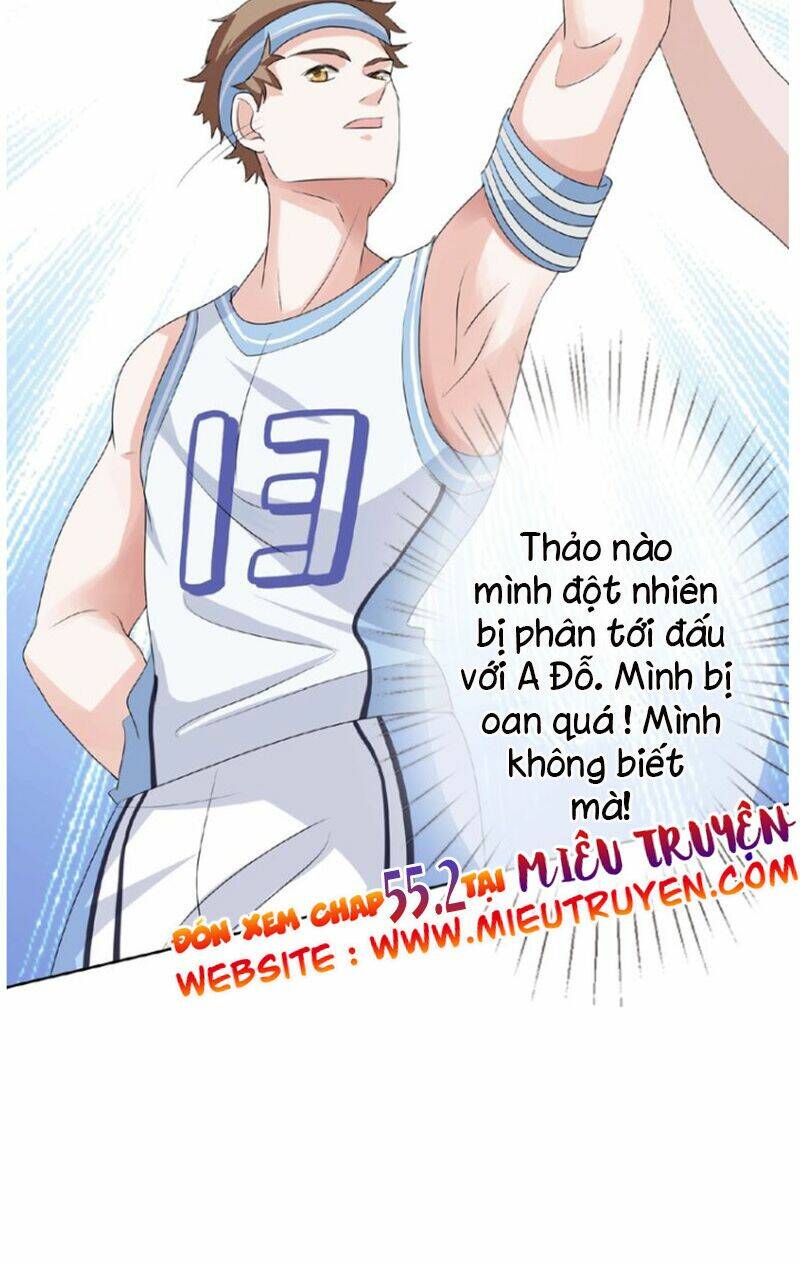 13
Thảo nào
mình đột nhiên
bị phân tới đấu
với A Đỗ. Mình bị
oan quá! Mình
không biết
mà!
ĐÓN XEM CHAP 55.2 TẠI MIÊU TRUYỆN
WEBSITE : WWW.MIEUTRUYEN.COM